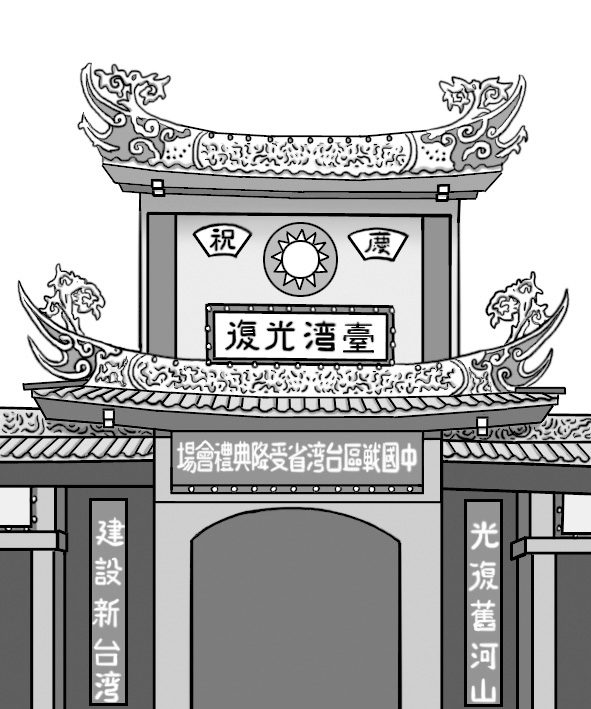 慶祝
臺湾光復
中國戦區台湾省受降典禮會場
光復舊河山
建設新台湾